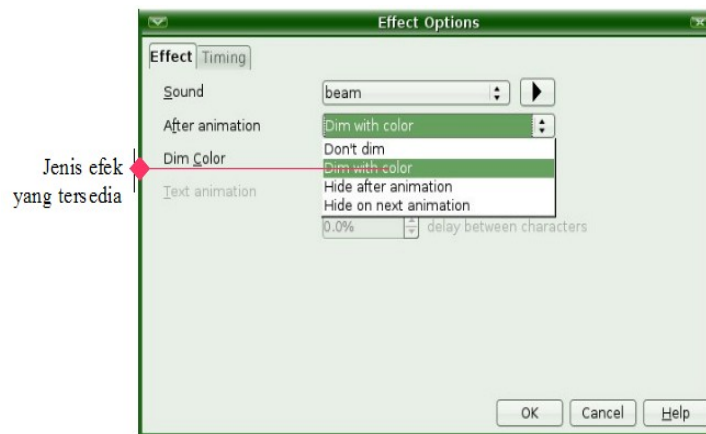 Effect Options
Effect Timing
Sound beam
After animation Dim with color
Don't dim
Dim Color Dim with color
Jenis efek
yang tersedia
Hide after animation
Text animation
Hide on next animation
0.0% delay between characters
OK Cancel Help